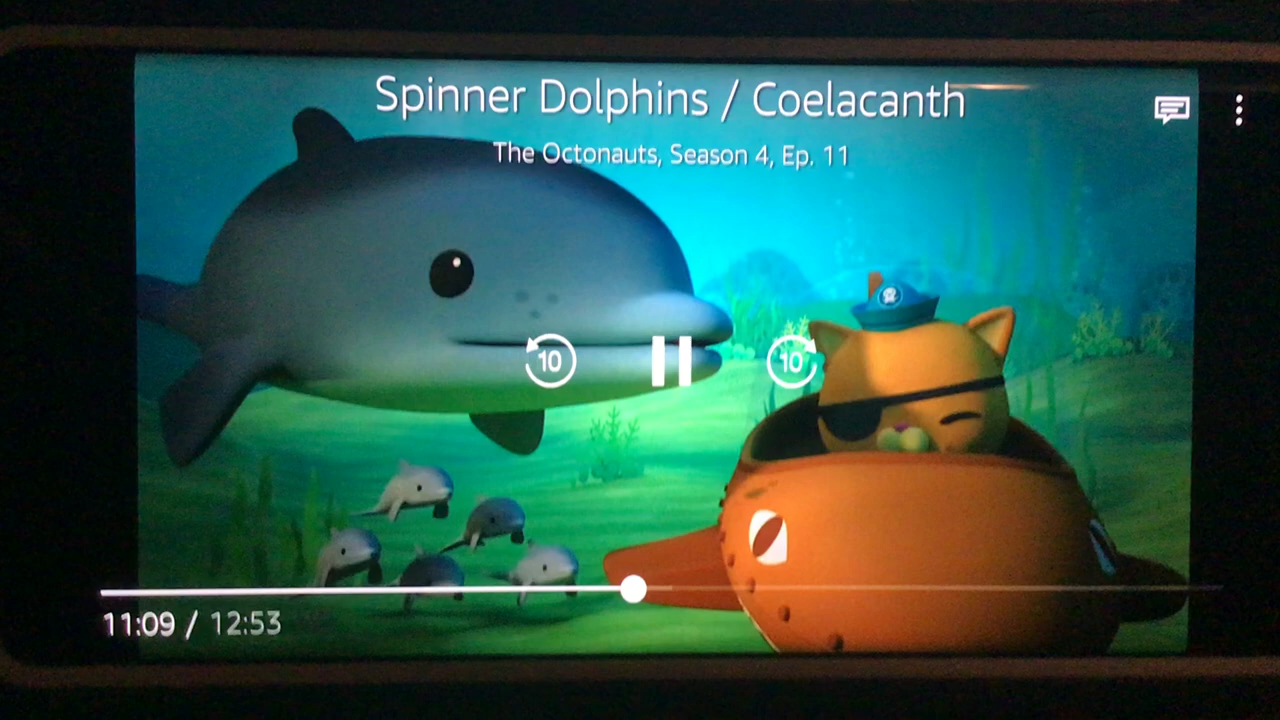 Spinner Dolphins / Coelacanth
The Octonauts, Season 4, Ep. 11
10
10
11:09 / 12:53